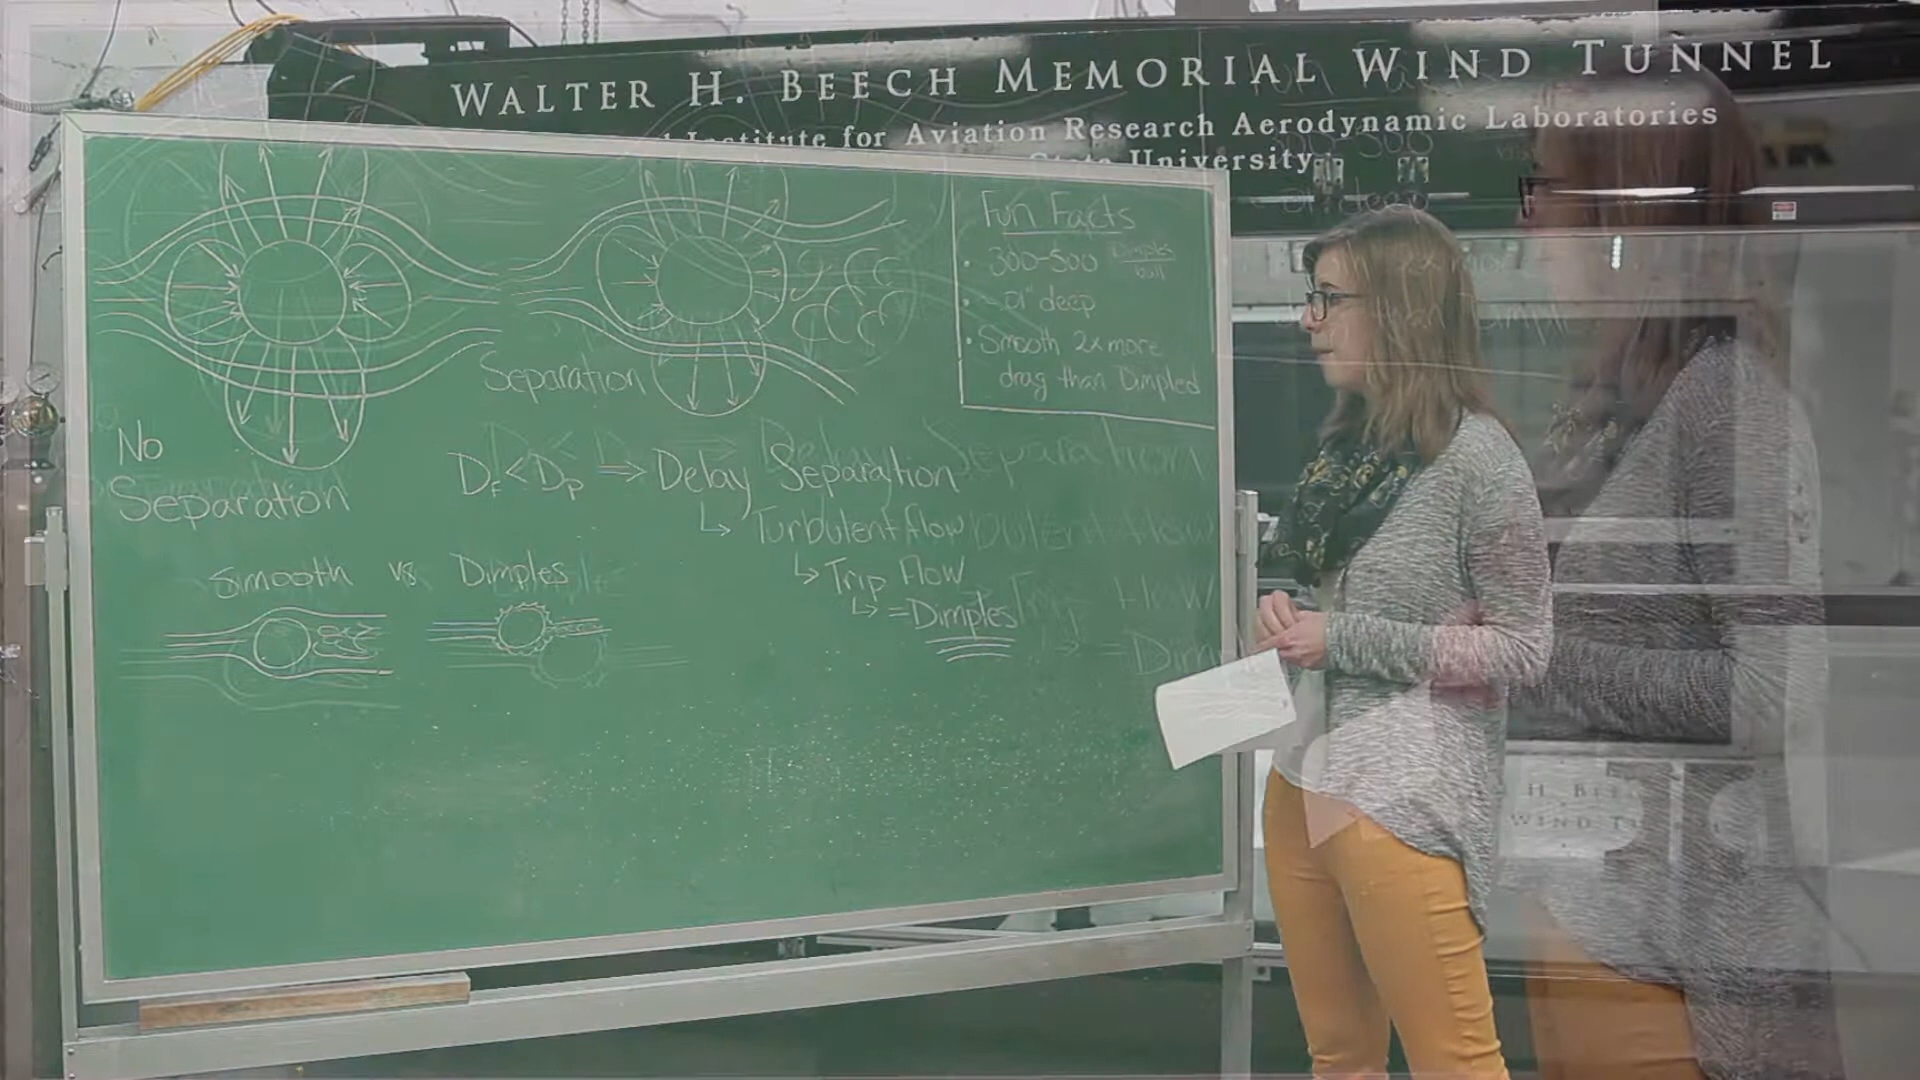 WALTER H. BEECH MEMORIAL WIND TUNNEL
Institute for Aviation Research Aerodynamic Laboratories
State University
Fun Facts
• 300-500 Dimples
ball
• ~.01" deep
• Smooth 2x more
drag than Dimpled
Separation
No
Separation
DF < DP ⇒ Delay Separation
↳ Turbulent flow
↳ Trip Flow
↳ = Dimples
Smooth vs Dimples